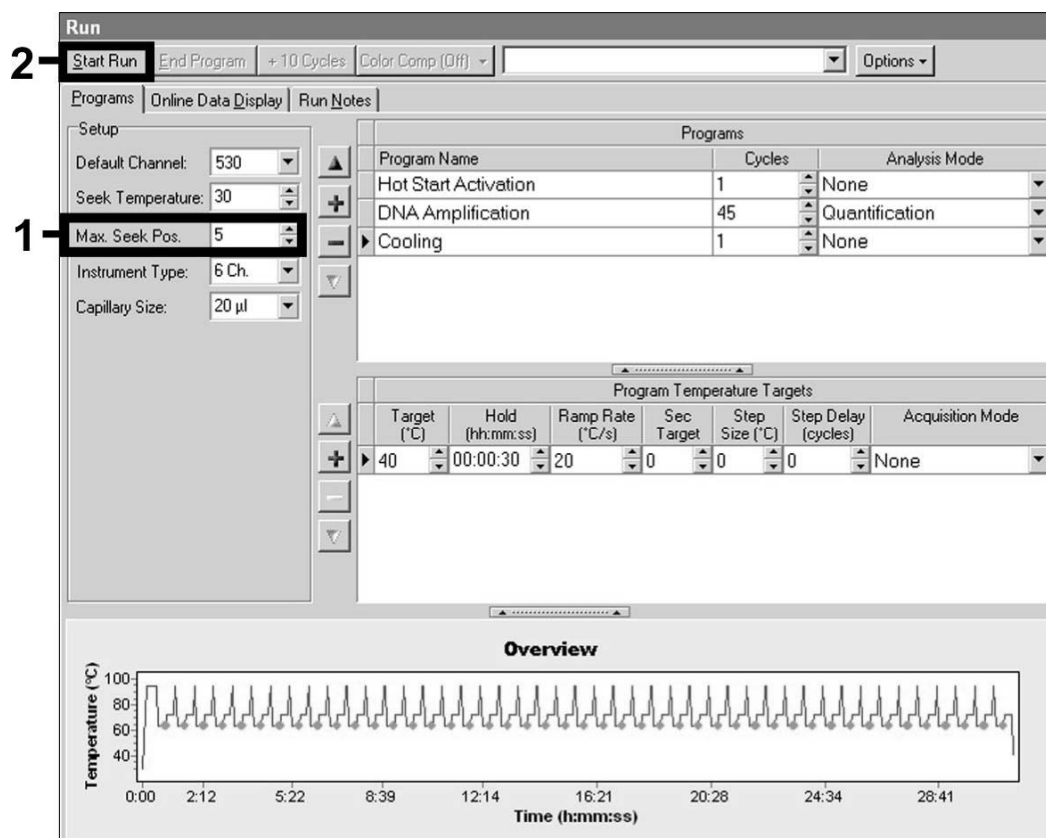 Run
2 Start Run End Program + 10 Cycles Color Comp (Off) Options
Programs Online Data Display Run Notes
Setup
Default Channel: 530
Seek Temperature: 30
1 Max. Seek Pos. 5
Instrument Type: 6 Ch.
Capillary Size: 20 µl
Programs
Program Name Cycles Analysis Mode
Hot Start Activation 1 None
DNA Amplification 45 Quantification
Cooling 1 None
Program Temperature Targets
Target (°C) Hold (hh:mm:ss) Ramp Rate (°C/s) Sec Target Step Size (°C) Step Delay (cycles) Acquisition Mode
40 00:00:30 20 0 0 0 None
Overview
Temperature (°C)
100
80
60
40
0:00 2:12 5:22 8:39 12:14 16:21 20:28 24:34 28:41
Time (h:mm:ss)